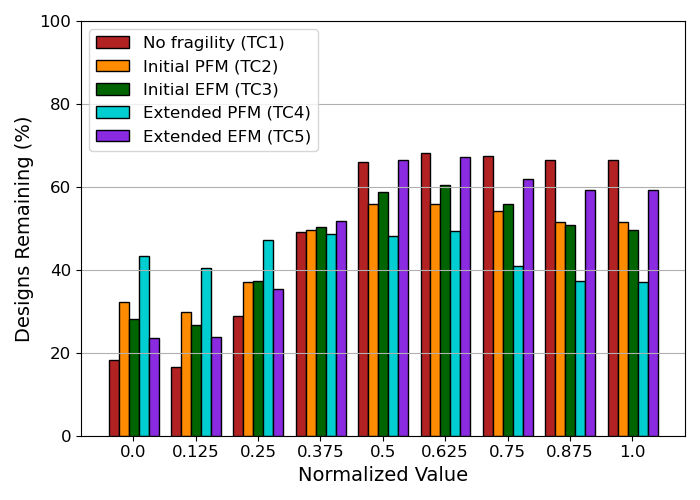 100
80
60
40
20
0
Designs Remaining (%)
No fragility (TC1)
Initial PFM (TC2)
Initial EFM (TC3)
Extended PFM (TC4)
Extended EFM (TC5)
0.0 0.125 0.25 0.375 0.5 0.625 0.75 0.875 1.0
Normalized Value